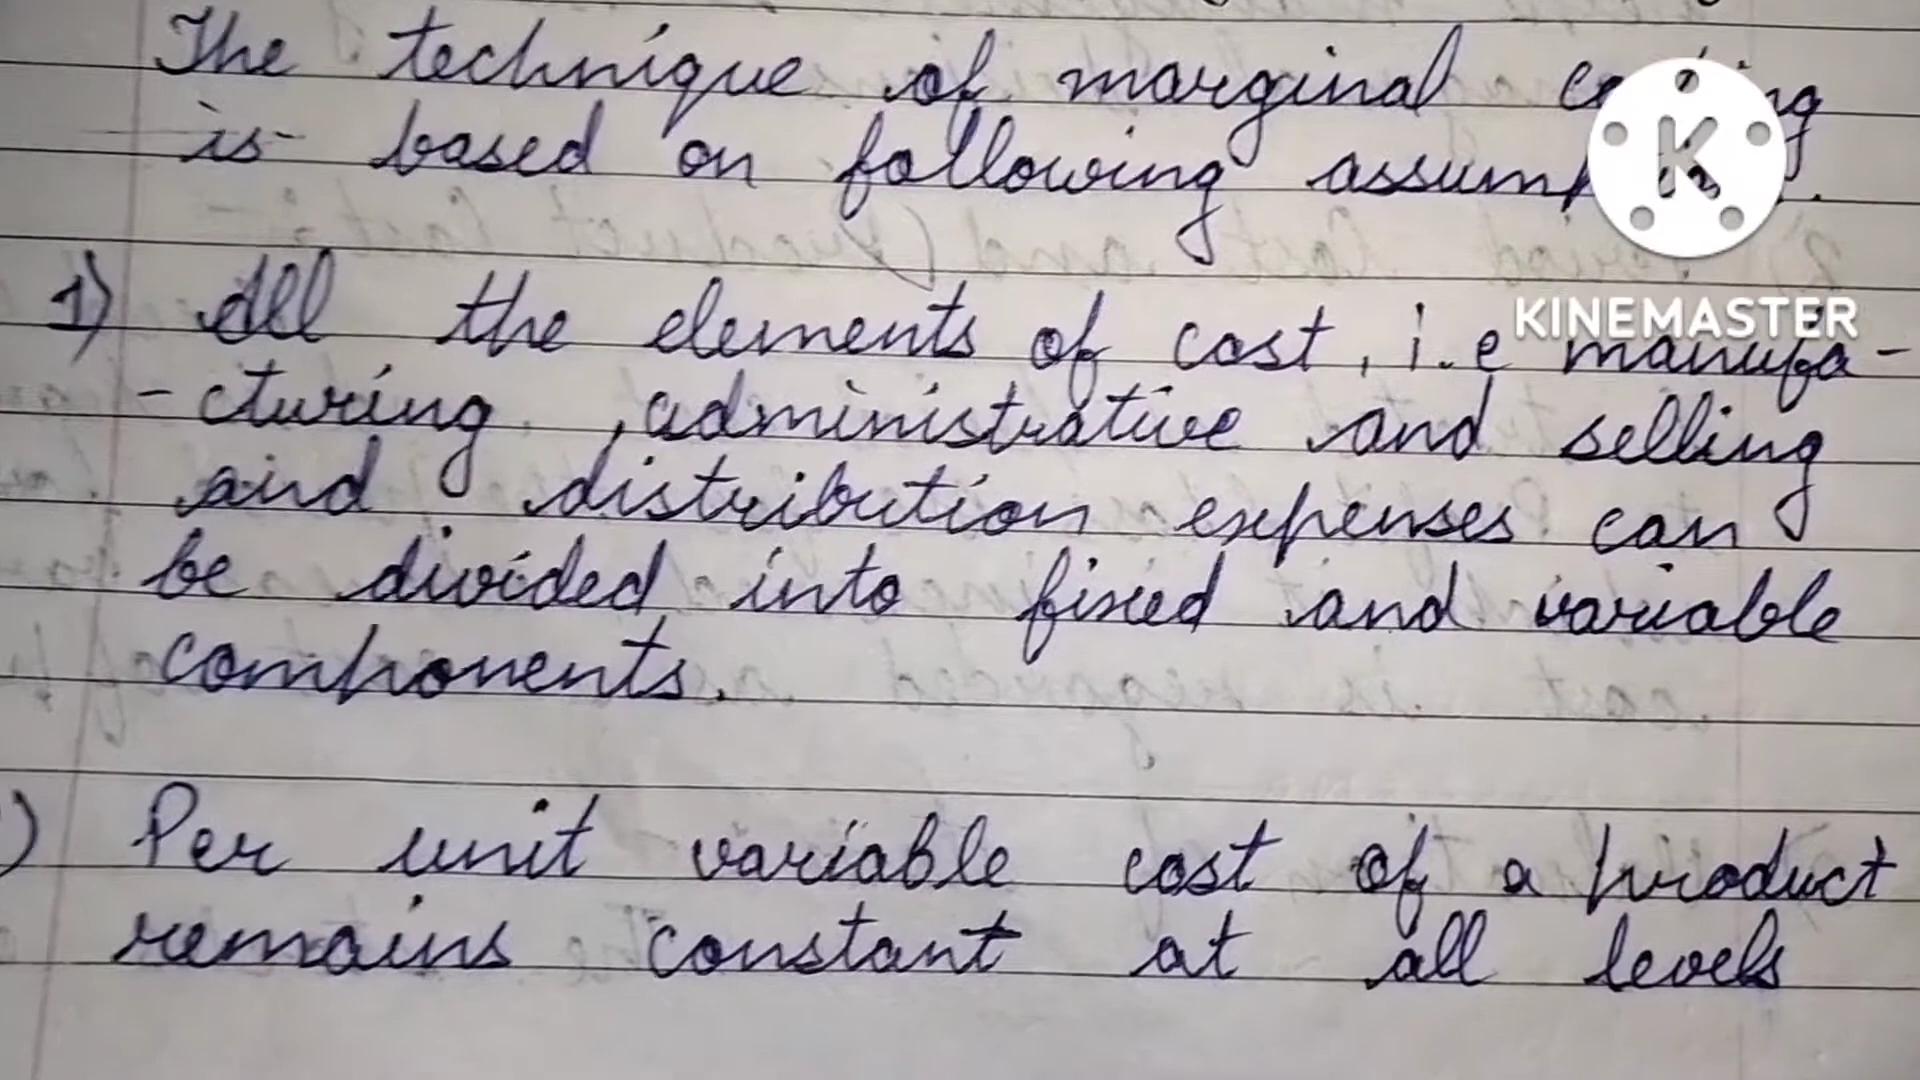 The technique of marginal
is based on following
1) All the elements of cost, i.e manufa-
-cturing, administrative and selling
and distribution expenses can
be divided into fixed and variable
components.
) Per unit variable cost of a product
remains constant at all levels
KINEMASTER